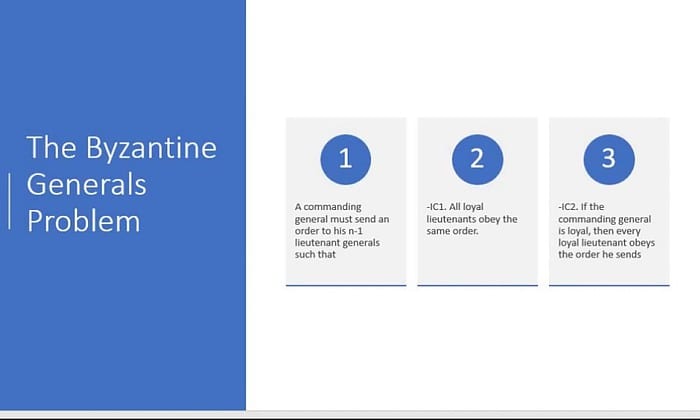 The Byzantine
Generals
Problem
1
A commanding
general must send an
order to his n-1
lieutenant generals
such that
2
-IC1. All loyal
lieutenants obey the
same order.
3
-IC2. If the
commanding general
is loyal, then every
loyal lieutenant obeys
the order he sends